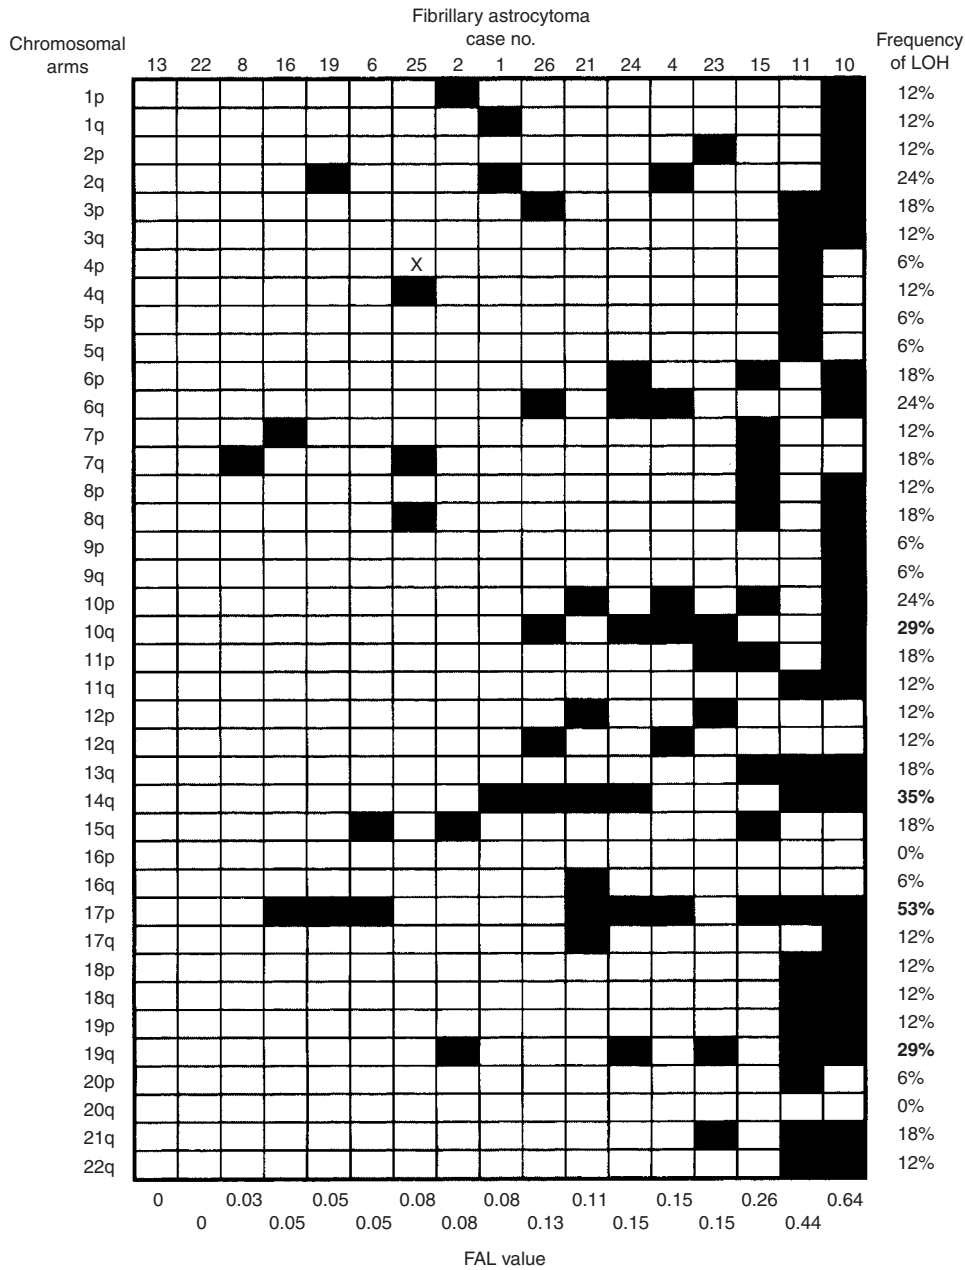 Fibrillary astrocytoma
case no.
Chromosomal
arms
Frequency
of LOH
13 22 8 16 19 6 25 2 1 26 21 24 4 23 15 11 10
1p 12%
1q 12%
2p 12%
2q 24%
3p 18%
3q 12%
4p X 6%
4q 12%
5p 6%
5q 6%
6p 18%
6q 24%
7p 12%
7q 18%
8p 12%
8q 18%
9p 6%
9q 6%
10p 24%
10q 29%
11p 18%
11q 12%
12p 12%
12q 12%
13q 18%
14q 35%
15q 18%
16p 0%
16q 6%
17p 53%
17q 12%
18p 12%
18q 12%
19p 12%
19q 29%
20p 6%
20q 0%
21q 18%
22q 12%
0 0.03 0.05 0.08 0.08 0.11 0.15 0.26 0.64
0 0.05 0.05 0.08 0.13 0.15 0.15 0.44
FAL value